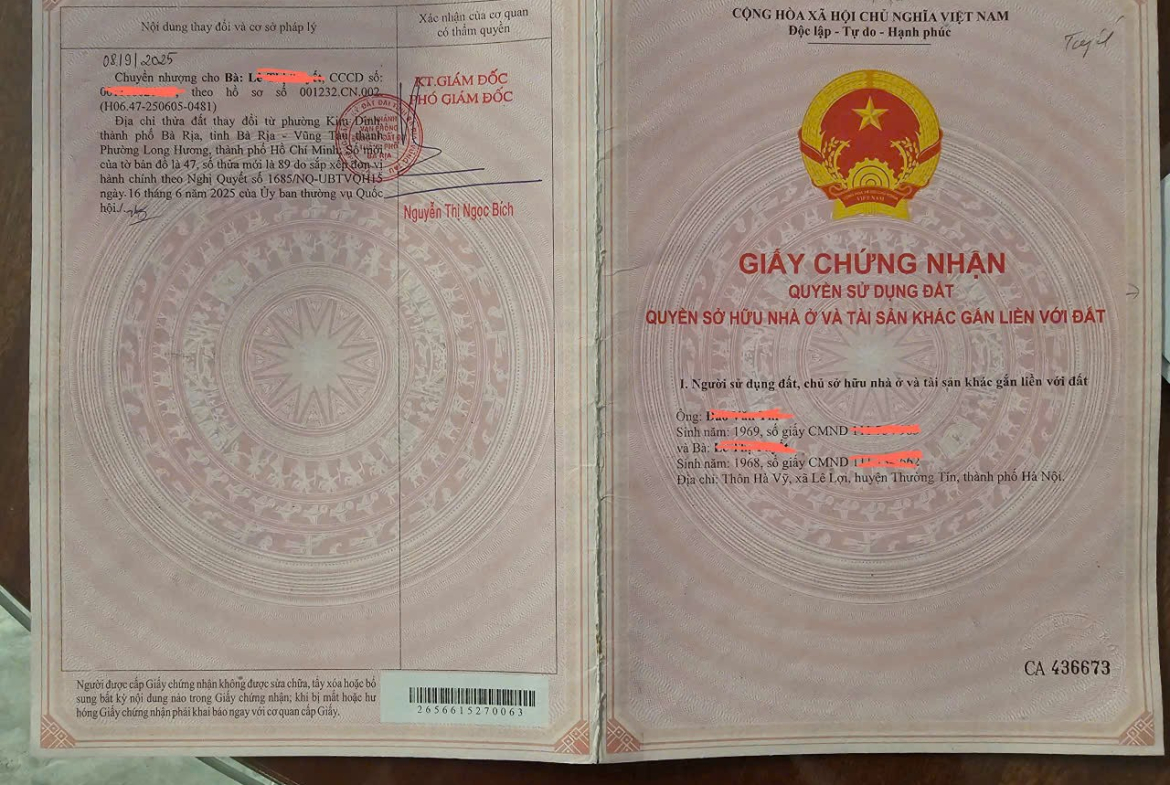 Nội dung thay đổi và cơ sở pháp lý
Xác nhận của cơ quan
có thẩm quyền
08/9/2025
Chuyển nhượng cho Bà: Lê CCCD số:
theo hồ sơ số 001232.CN.002
(H06.47-250605-0481)
Địa chỉ thửa đất thay đổi từ phường Kim Dinh
thành phố Bà Rịa, tỉnh Bà Rịa - Vũng Tàu thành
Phường Long Hương, thành phố Hồ Chí Minh; Số mới
của tờ bản đồ là 47, số thửa mới là 89 do sắp xếp đơn vị
hành chính theo Nghị Quyết số 1685/NQ-UBTVQH15
ngày 16 tháng 6 năm 2025 của Ủy ban thường vụ Quốc
hội./.
KT.GIÁM ĐỐC
PHÓ GIÁM ĐỐC
Nguyễn Thị Ngọc Bích
Người được cấp Giấy chứng nhận không được sửa chữa, tẩy xóa hoặc bổ
sung bất kỳ nội dung nào trong Giấy chứng nhận; khi bị mất hoặc hư
hỏng Giấy chứng nhận phải khai báo ngay với cơ quan cấp Giấy.
2656615270063
CỘNG HÒA XÃ HỘI CHỦ NGHĨA VIỆT NAM
Độc lập - Tự do - Hạnh phúc
VIỆT NAM
GIẤY CHỨNG NHẬN
QUYỀN SỬ DỤNG ĐẤT
QUYỀN SỞ HỮU NHÀ Ở VÀ TÀI SẢN KHÁC GẮN LIỀN VỚI ĐẤT
I. Người sử dụng đất, chủ sở hữu nhà ở và tài sản khác gắn liền với đất
Ông:
Sinh năm: 1969, số giấy CMND
và Bà:
Sinh năm: 1968, số giấy CMND
Địa chỉ: Thôn Hà Vỹ, xã Lê Lợi, huyện Thường Tín, thành phố Hà Nội.
CA 436673